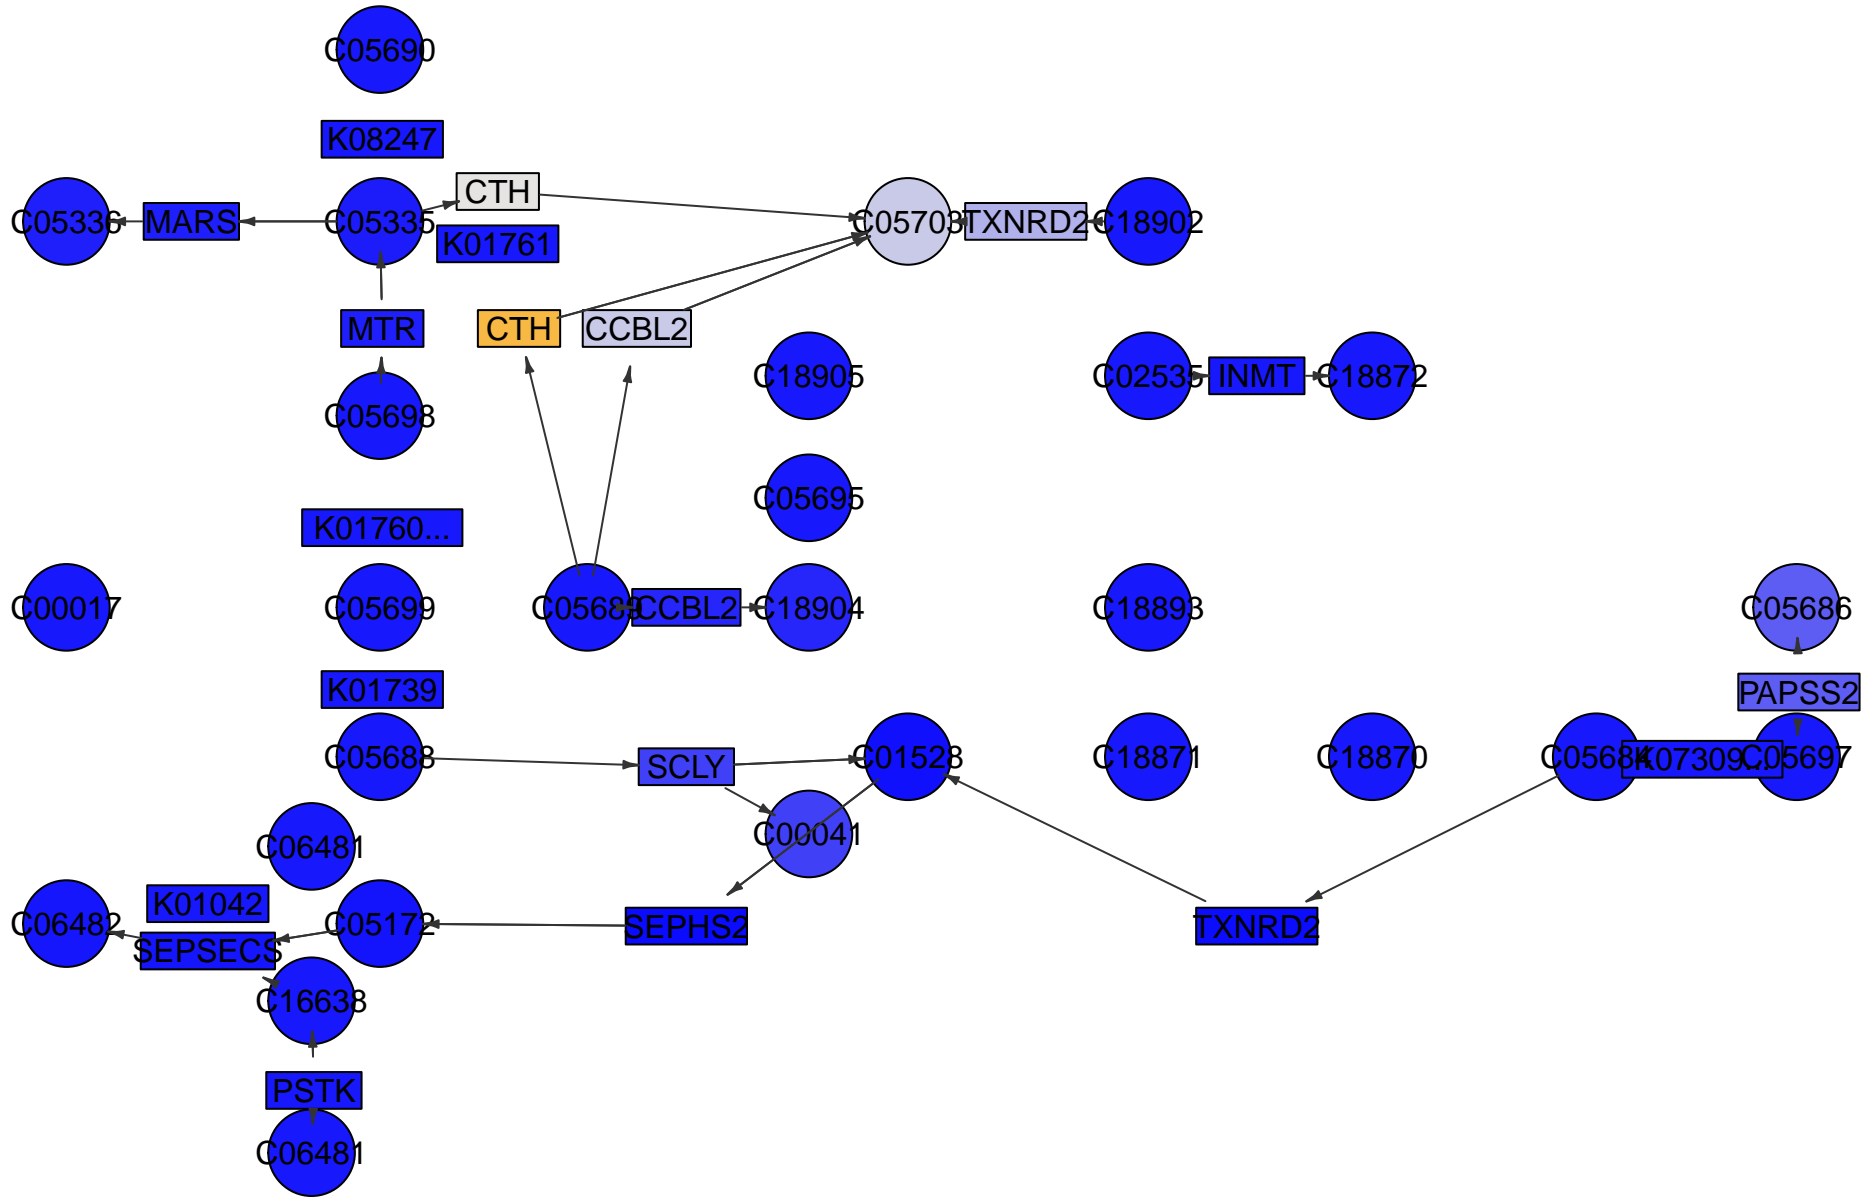 C05690
K08247
CTH
C05336
MARS
C05335
C05703
TXNRD2
C18902
K01761
MTR
CTH
CCBL2
C18905
C02535
INMT
C18872
C05698
C05695
K01760...
C00017
C05699
C05689
CCBL2
C18904
C18893
C05686
K01739
PAPSS2
C05688
SCLY
C01528
C18871
C18870
C05684
K07309...
C05697
C00041
C06481
K01042
C06482
C05172
SEPHS2
TXNRD2
SEPSECS
C16638
PSTK
C06481